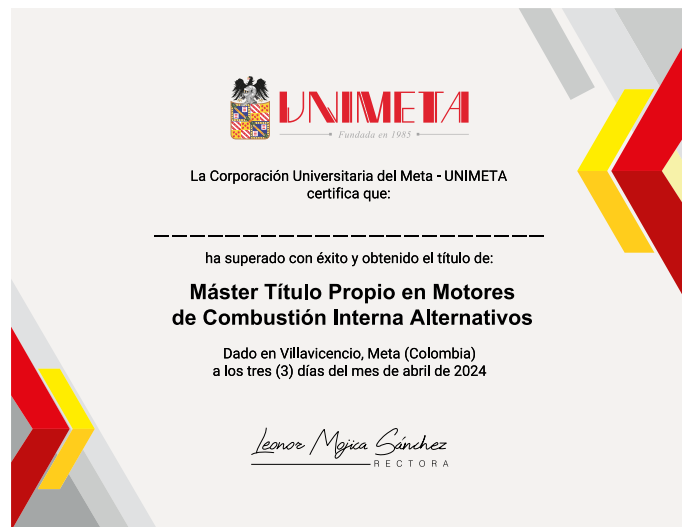 UNIMETA
Fundada en 1985
La Corporación Universitaria del Meta - UNIMETA
certifica que:
ha superado con éxito y obtenido el título de:
Máster Título Propio en Motores
de Combustión Interna Alternativos
Dado en Villavicencio, Meta (Colombia)
a los tres (3) días del mes de abril de 2024
Leonor Mojica Sánchez
RECTORA